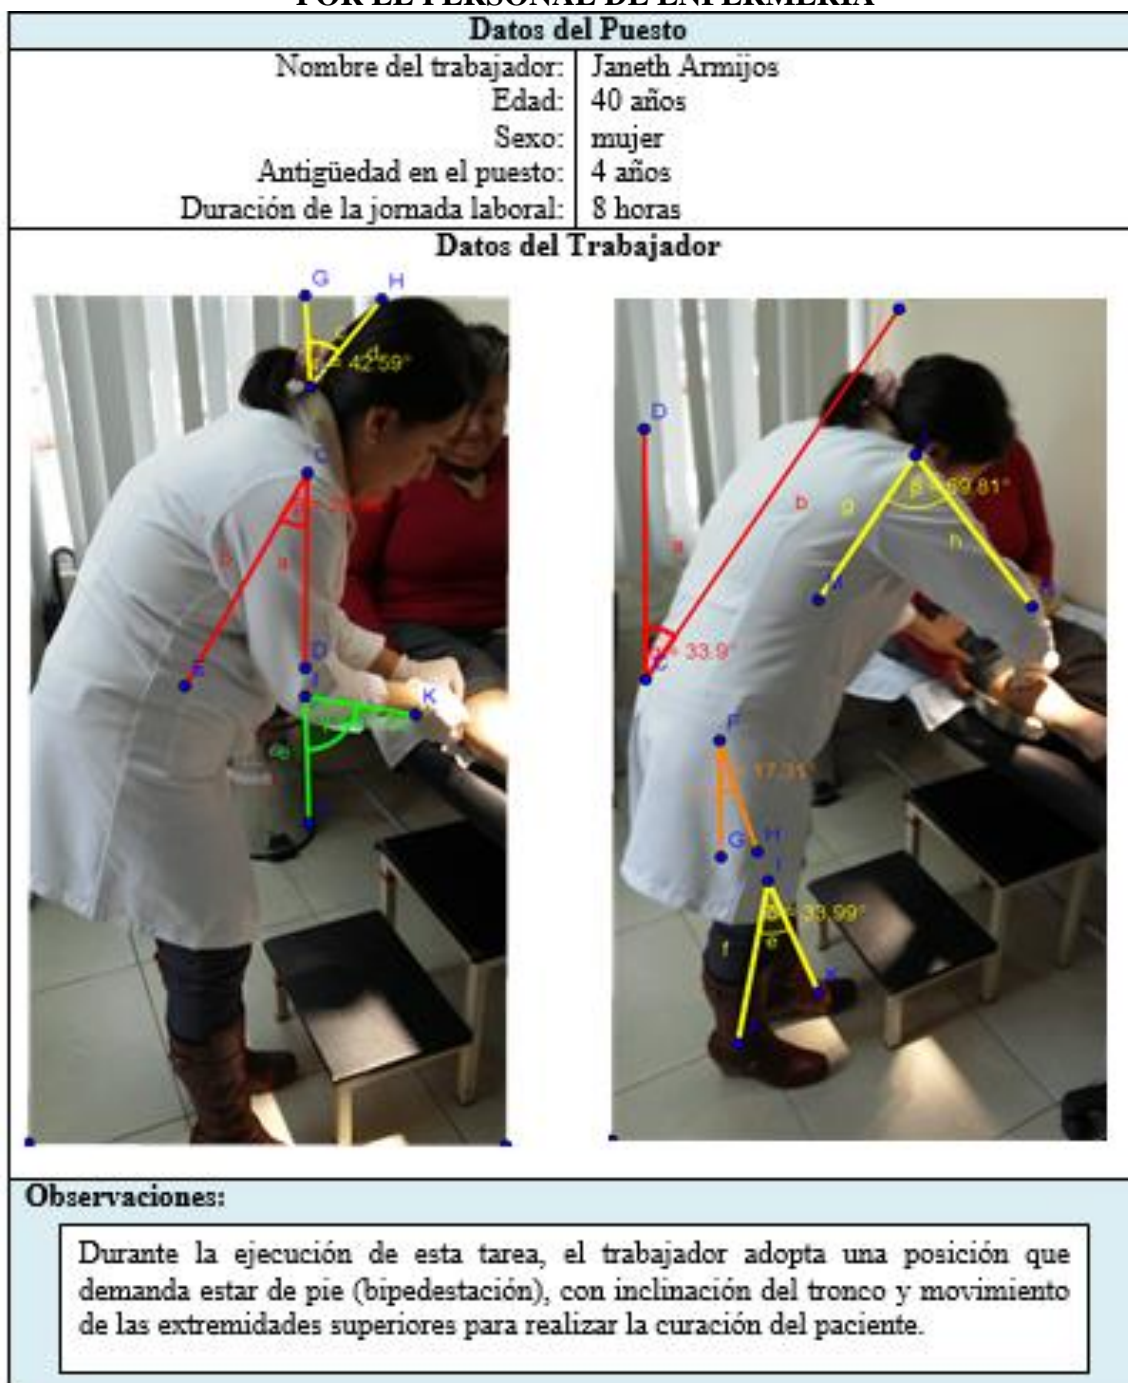 POR EL PERSONAL DE ENFERMERÍA
Datos del Puesto
Nombre del trabajador: Janeth Armijos
Edad: 40 años
Sexo: mujer
Antigüedad en el puesto: 4 años
Duración de la jornada laboral: 8 horas
Datos del Trabajador
G H
d
= 42.59°
C
a
D
K
e
D
b
a
= 33.9°
g
β 69.81°
h
F
17.31°
G H
I
= 33.99°
f e
K
Observaciones:
Durante la ejecución de esta tarea, el trabajador adopta una posición que
demanda estar de pie (bipedestación), con inclinación del tronco y movimiento
de las extremidades superiores para realizar la curación del paciente.